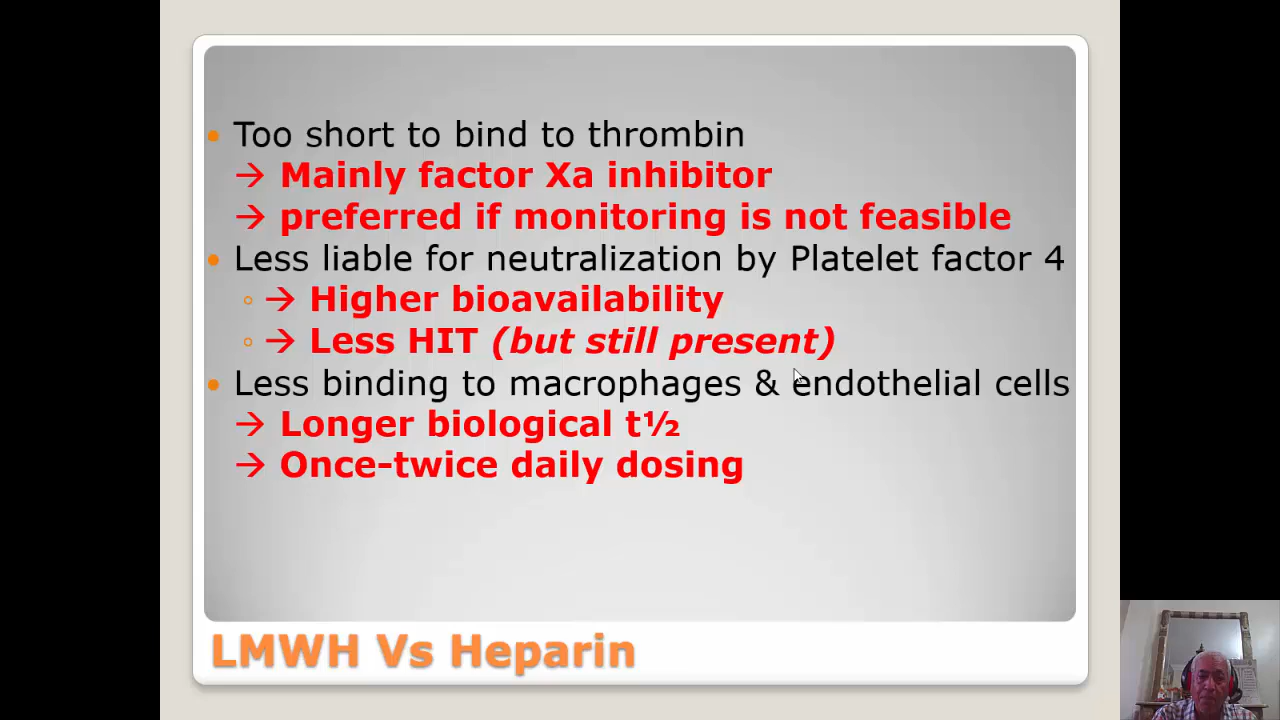 • Too short to bind to thrombin
→ Mainly factor Xa inhibitor
→ preferred if monitoring is not feasible
• Less liable for neutralization by Platelet factor 4
◦ → Higher bioavailability
◦ → Less HIT (but still present)
• Less binding to macrophages & endothelial cells
→ Longer biological t½
→ Once-twice daily dosing
LMWH Vs Heparin